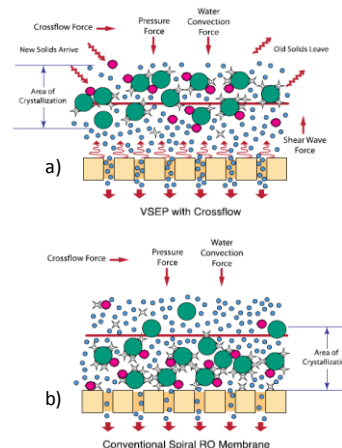 Crossflow Force
Pressure
Force
Water
Convection
Force
New Solids Arrive
Old Solids Leave
Area of
Crystallization
Shear Wave
Force
a)
VSEP with Crossflow
Crossflow Force
Pressure
Force
Water
Convection
Force
Area of
Crystalliza
b)
Conventional Spiral RO Membrane